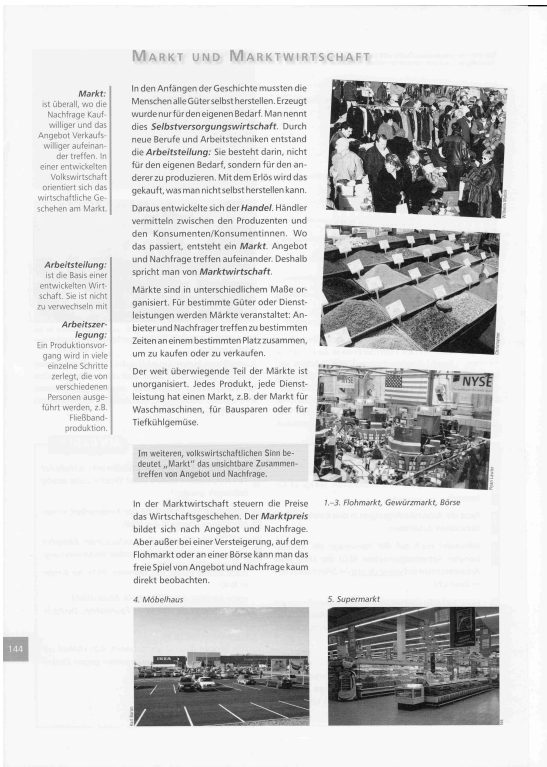 MARKT UND MARKTWIRTSCHAFT
Markt:
ist überall, wo die
Nachfrage Kauf-
williger und das
Angebot Verkaufs-
williger aufeinan-
der treffen. In
einer entwickelten
Volkswirtschaft
orientiert sich das
wirtschaftliche Ge-
schehen am Markt.
Arbeitsteilung:
ist die Basis einer
entwickelten Wirt-
schaft. Sie ist nicht
zu verwechseln mit
Arbeitszer-
legung:
Ein Produktionsvor-
gang wird in viele
einzelne Schritte
zerlegt, die von
verschiedenen
Personen ausge-
führt werden, z.B.
Fließband-
produktion.
In den Anfängen der Geschichte mussten die
Menschen alle Güter selbst herstellen. Erzeugt
wurde nur für den eigenen Bedarf. Man nennt
dies Selbstversorgungswirtschaft. Durch
neue Berufe und Arbeitstechniken entstand
die Arbeitsteilung: Sie besteht darin, nicht
für den eigenen Bedarf, sondern für den an-
derer zu produzieren. Mit dem Erlös wird das
gekauft, was man nicht selbst herstellen kann.
Daraus entwickelte sich der Handel. Händler
vermitteln zwischen den Produzenten und
den Konsumenten/Konsumentinnen. Wo
das passiert, entsteht ein Markt. Angebot
und Nachfrage treffen aufeinander. Deshalb
spricht man von Marktwirtschaft.
Märkte sind in unterschiedlichem Maße or-
ganisiert. Für bestimmte Güter oder Dienst-
leistungen werden Märkte veranstaltet: An-
bieter und Nachfrager treffen zu bestimmten
Zeiten an einem bestimmten Platz zusammen,
um zu kaufen oder zu verkaufen.
Der weit überwiegende Teil der Märkte ist
unorganisiert. Jedes Produkt, jede Dienst-
leistung hat einen Markt, z.B. der Markt für
Waschmaschinen, für Bausparen oder für
Tiefkühlgemüse.
Im weiteren, volkswirtschaftlichen Sinn be-
deutet „Markt" das unsichtbare Zusammen-
treffen von Angebot und Nachfrage.
In der Marktwirtschaft steuern die Preise
das Wirtschaftsgeschehen. Der Marktpreis
bildet sich nach Angebot und Nachfrage.
Aber außer bei einer Versteigerung, auf dem
Flohmarkt oder an einer Börse kann man das
freie Spiel von Angebot und Nachfrage kaum
direkt beobachten.
NYSE
NYSE
1.–3. Flohmarkt, Gewürzmarkt, Börse
4. Möbelhaus
5. Supermarkt
144